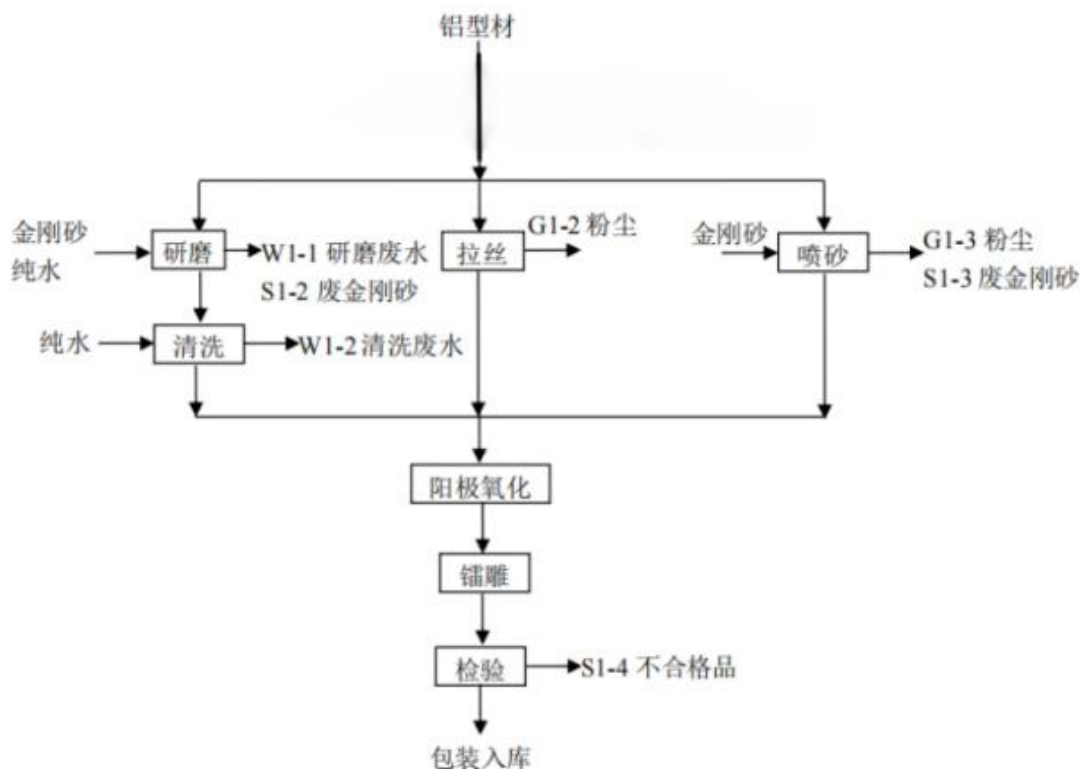 铝型材
金刚砂
纯水
研磨
W1-1 研磨废水
S1-2 废金刚砂
拉丝
G1-2 粉尘
金刚砂
喷砂
G1-3 粉尘
S1-3 废金刚砂
纯水
清洗
W1-2 清洗废水
阳极氧化
镭雕
检验
S1-4 不合格品
包装入库